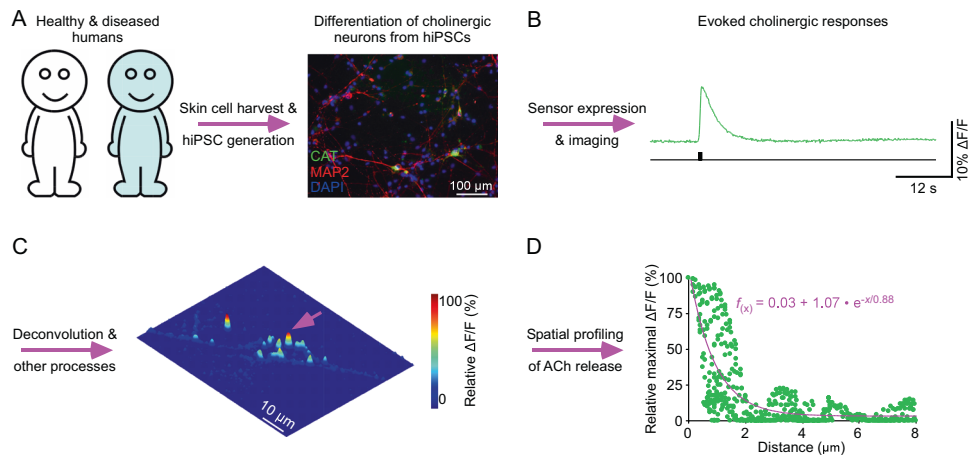 A
Healthy & diseased
humans
Skin cell harvest &
hiPSC generation
Differentiation of cholinergic
neurons from hiPSCs
CAT
MAP2
DAPI
100 μm
B
Evoked cholinergic responses
Sensor expression
& imaging
10% ΔF/F
12 s
C
Deconvolution &
other processes
10 μm
100
0
Relative ΔF/F (%)
D
Spatial profiling
of ACh release
Relative maximal ΔF/F (%)
100
75
50
25
0
f(x) = 0.03 + 1.07 • e-x/0.88
0 2 4 6 8
Distance (μm)